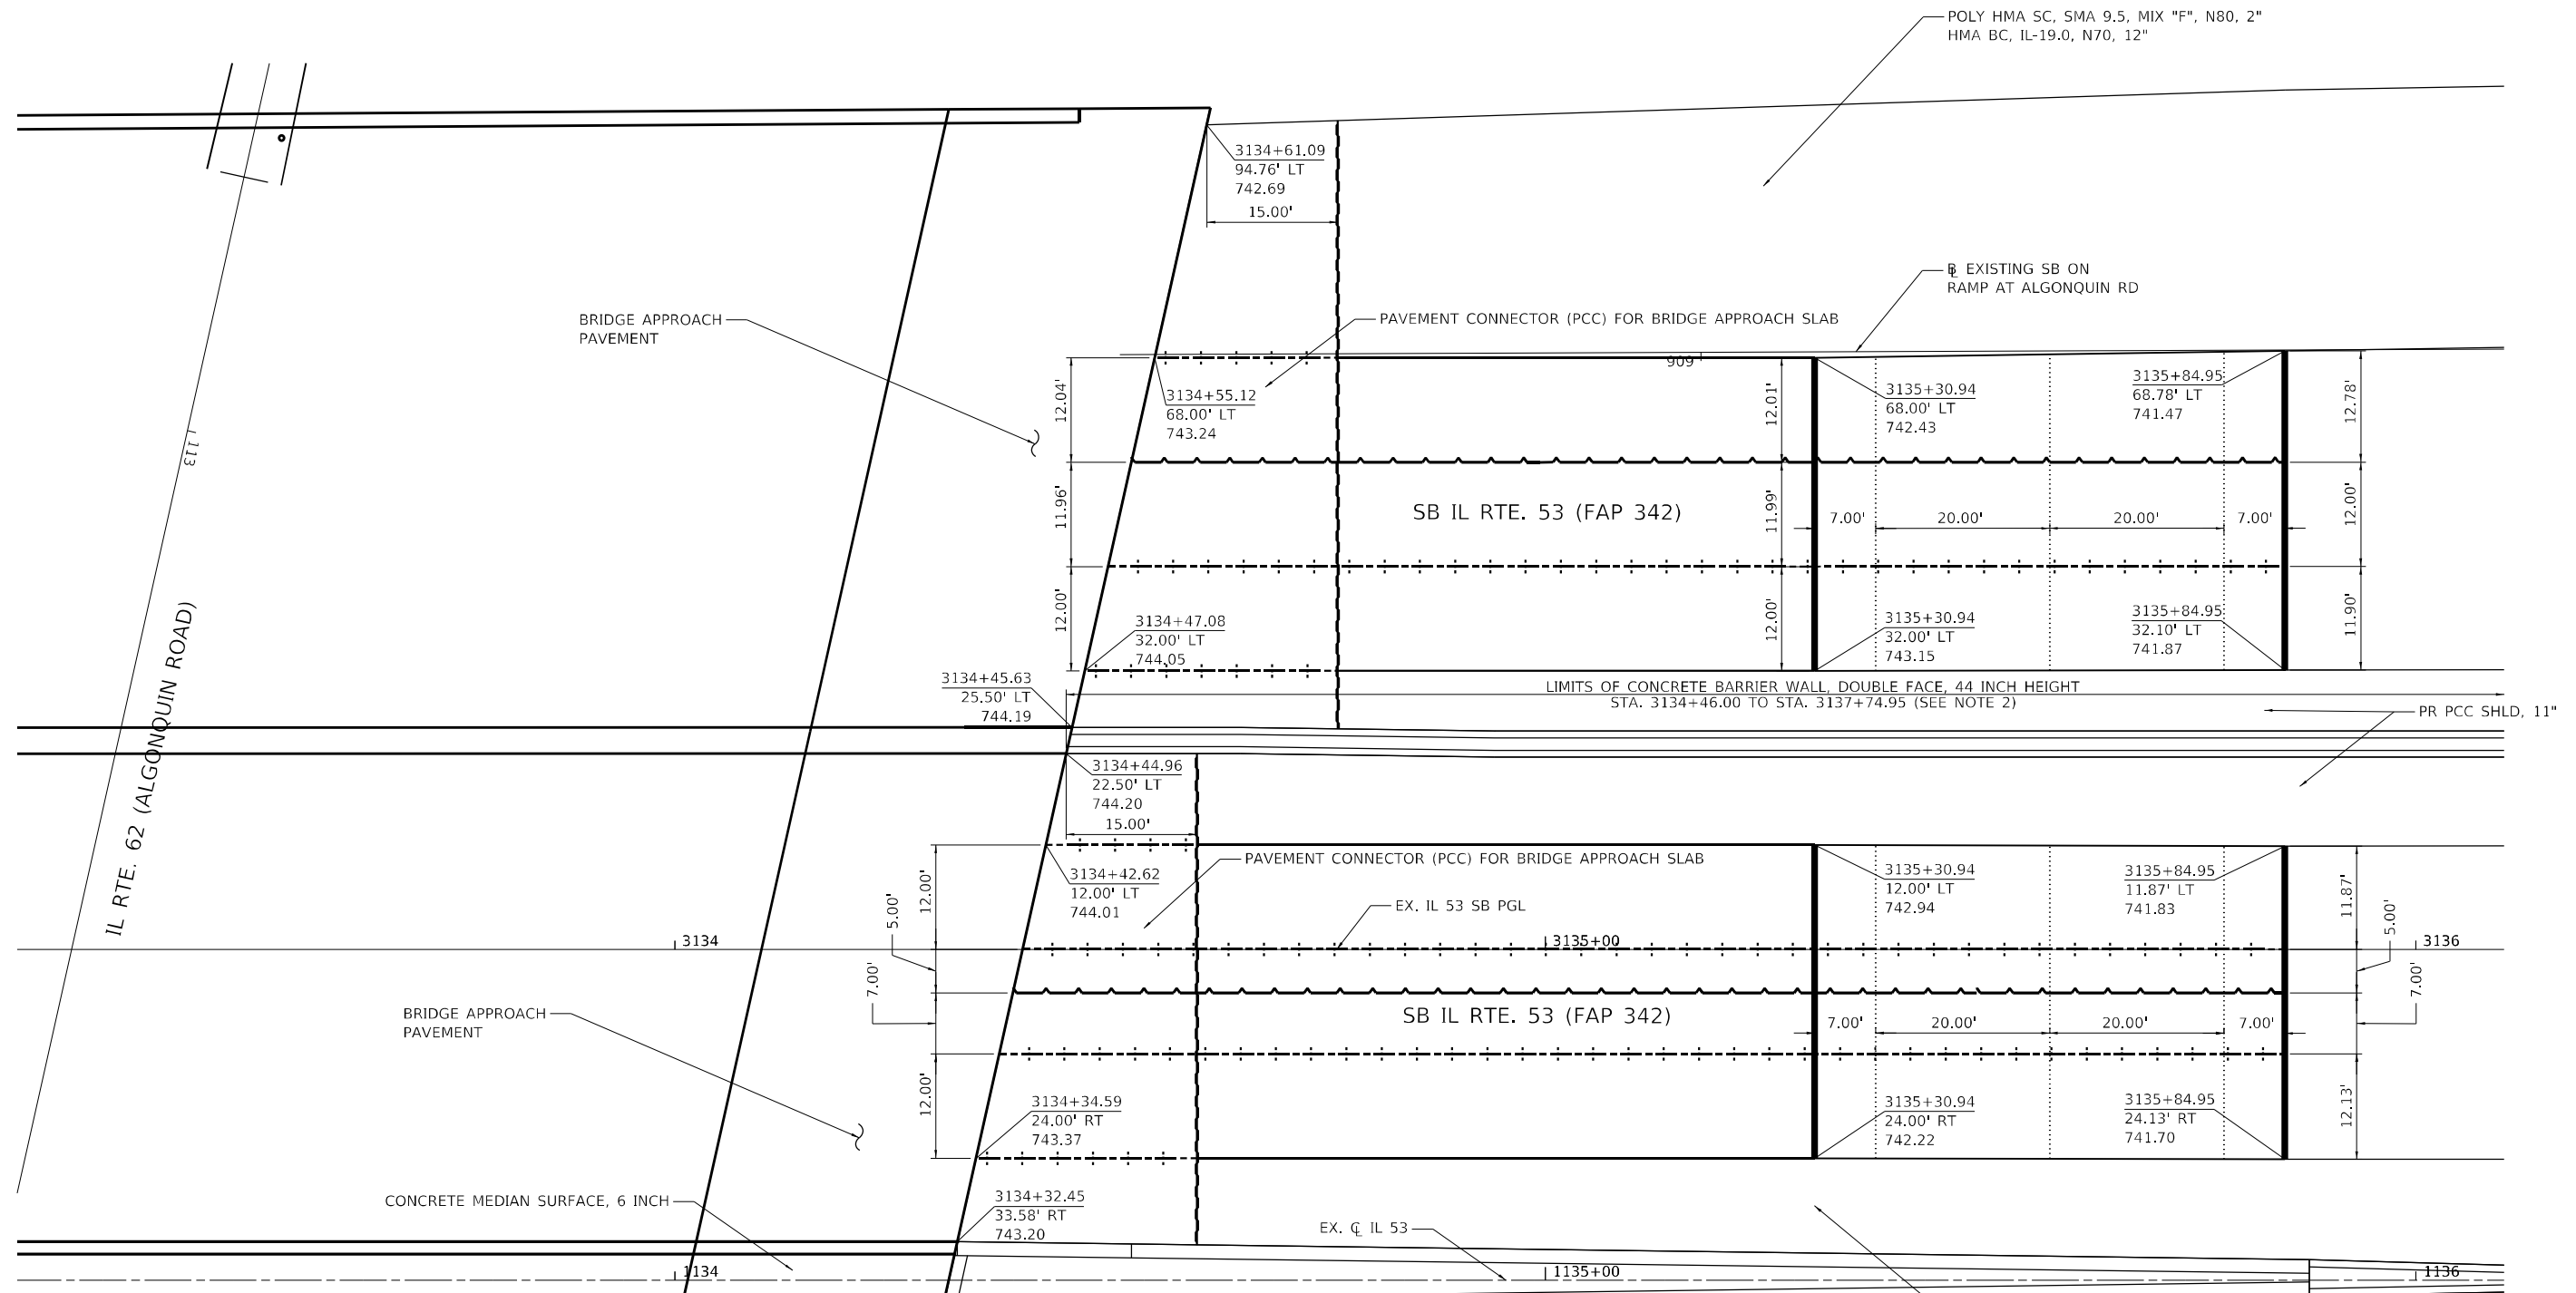 POLY HMA SC, SMA 9.5, MIX "F", N80, 2"
HMA BC, IL-19.0, N70, 12"
3134+61.09
94.76' LT
742.69
15.00'
℄ EXISTING SB ON
RAMP AT ALGONQUIN RD
BRIDGE APPROACH
PAVEMENT
PAVEMENT CONNECTOR (PCC) FOR BRIDGE APPROACH SLAB
909
12.04'
3134+55.12
68.00' LT
743.24
12.01'
3135+30.94
68.00' LT
742.43
3135+84.95
68.78' LT
741.47
12.78'
113
11.96'
SB IL RTE. 53 (FAP 342)
11.99'
7.00'
20.00'
20.00'
7.00'
12.00'
12.00'
3134+47.08
32.00' LT
744.05
12.00'
3135+30.94
32.00' LT
743.15
3135+84.95
32.10' LT
741.87
11.90'
IL RTE. 62 (ALGONQUIN ROAD)
3134+45.63
25.50' LT
744.19
LIMITS OF CONCRETE BARRIER WALL, DOUBLE FACE, 44 INCH HEIGHT
STA. 3134+46.00 TO STA. 3137+74.95 (SEE NOTE 2)
PR PCC SHLD, 11"
3134+44.96
22.50' LT
744.20
15.00'
PAVEMENT CONNECTOR (PCC) FOR BRIDGE APPROACH SLAB
12.00'
3134+42.62
12.00' LT
744.01
3135+30.94
12.00' LT
742.94
3135+84.95
11.87' LT
741.83
11.87'
5.00'
EX. IL 53 SB PGL
5.00'
3134
3135+00
3136
7.00'
7.00'
BRIDGE APPROACH
PAVEMENT
SB IL RTE. 53 (FAP 342)
7.00'
20.00'
20.00'
7.00'
12.00'
3134+34.59
24.00' RT
743.37
3135+30.94
24.00' RT
742.22
3135+84.95
24.13' RT
741.70
12.13'
CONCRETE MEDIAN SURFACE, 6 INCH
3134+32.45
33.58' RT
743.20
EX. ℄ IL 53
1134
1135+00
1136